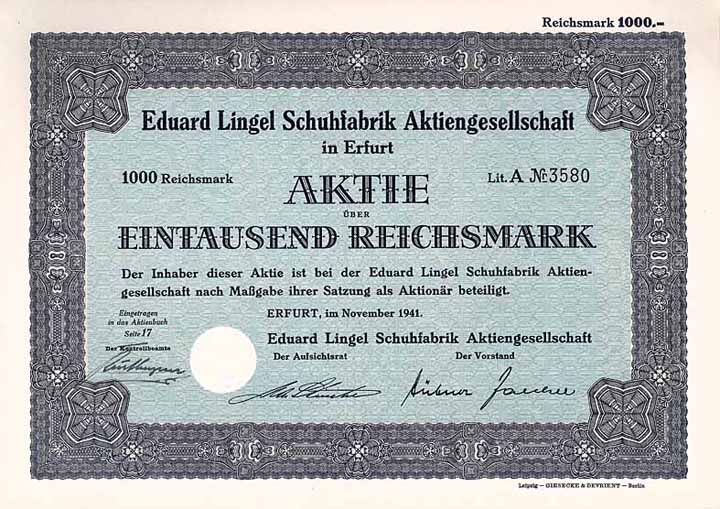 Reichsmark 1000.–
Eduard Lingel Schuhfabrik Aktiengesellschaft
in Erfurt
1000 Reichsmark
Lit. A № 3580
AKTIE
ÜBER
EINTAUSEND REICHSMARK
Der Inhaber dieser Aktie ist bei der Eduard Lingel Schuhfabrik Aktien-
gesellschaft nach Maßgabe ihrer Satzung als Aktionär beteiligt.
Eingetragen
in das Aktienbuch
Seite 17
Der Kontrollbeamte
ERFURT, im November 1941.
Eduard Lingel Schuhfabrik Aktiengesellschaft
Der Aufsichtsrat
Der Vorstand
Hübner
Leipzig – GIESECKE & DEVRIENT – Berlin